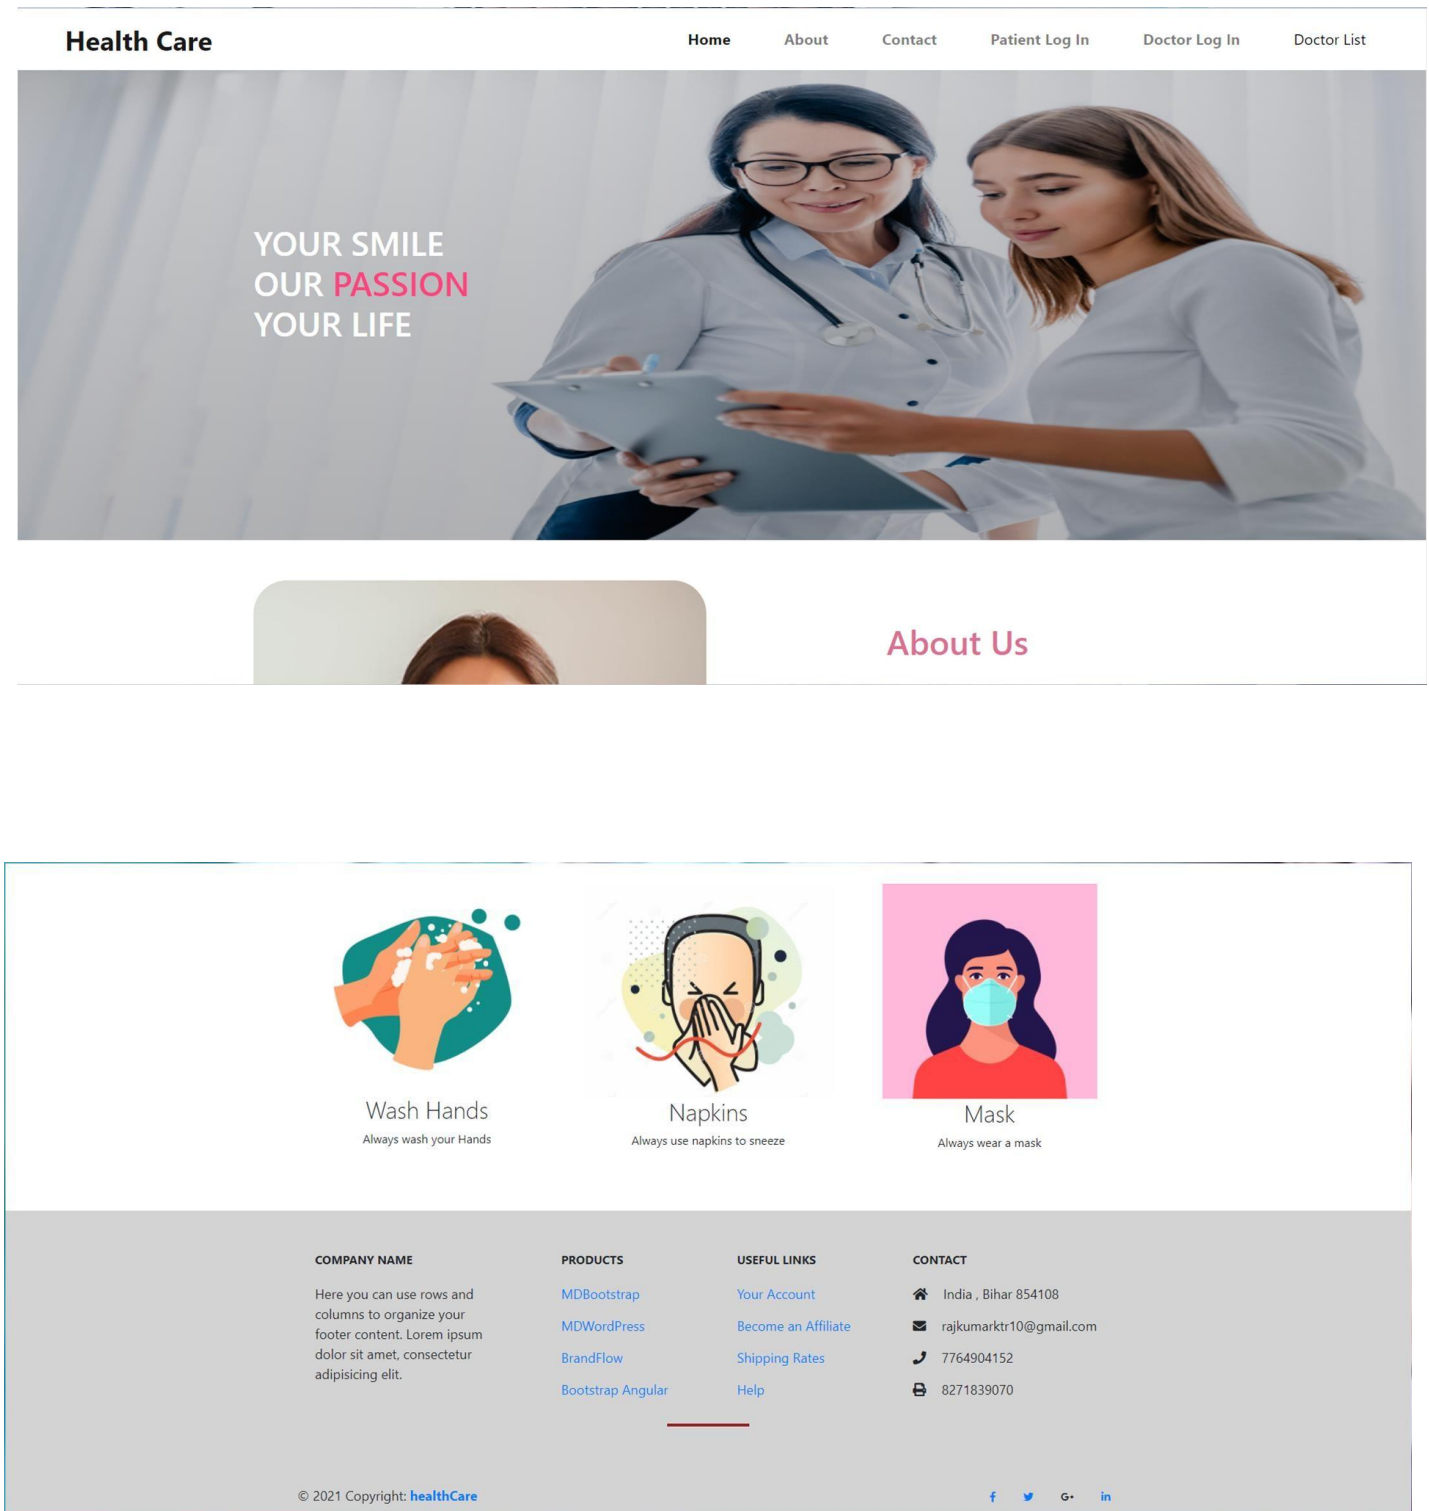 Health Care
Home About Contact Patient Log In Doctor Log In Doctor List
YOUR SMILE
OUR PASSION
YOUR LIFE
About Us
Wash Hands
Always wash your Hands
Napkins
Always use napkins to sneeze
Mask
Always wear a mask
COMPANY NAME
Here you can use rows and
columns to organize your
footer content. Lorem ipsum
dolor sit amet, consectetur
adipisicing elit.
PRODUCTS
MDBootstrap
MDWordPress
BrandFlow
Bootstrap Angular
USEFUL LINKS
Your Account
Become an Affiliate
Shipping Rates
Help
CONTACT
India , Bihar 854108
rajkumarktr10@gmail.com
7764904152
8271839070
© 2021 Copyright: healthCare
f G+ in